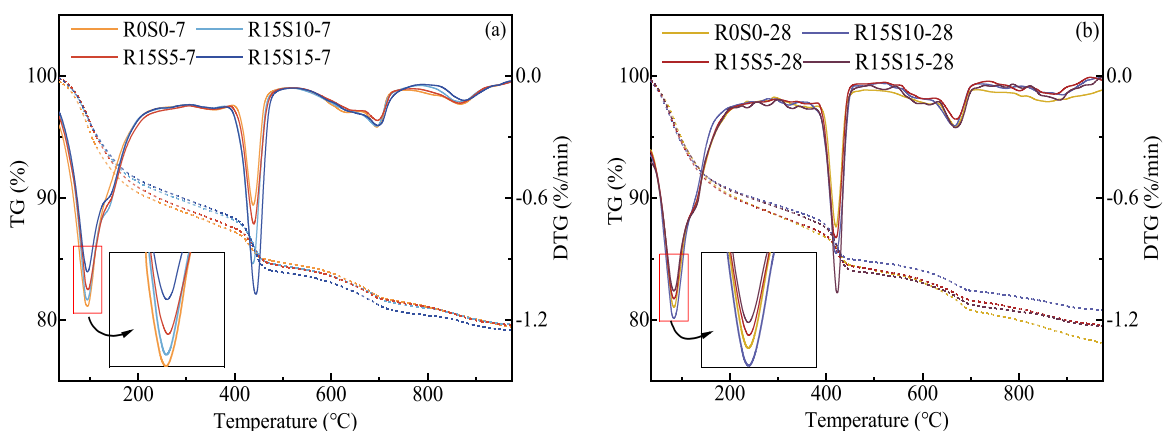 R0S0-7 R15S10-7 (a)
R15S5-7 R15S15-7
100 90 80
TG (%)
0.0 -0.6 -1.2
DTG (%/min)
200 400 600 800
Temperature (℃)
R0S0-28 R15S10-28 (b)
R15S5-28 R15S15-28
100 90 80
TG (%)
0.0 -0.6 -1.2
DTG (%/min)
200 400 600 800
Temperature (℃)